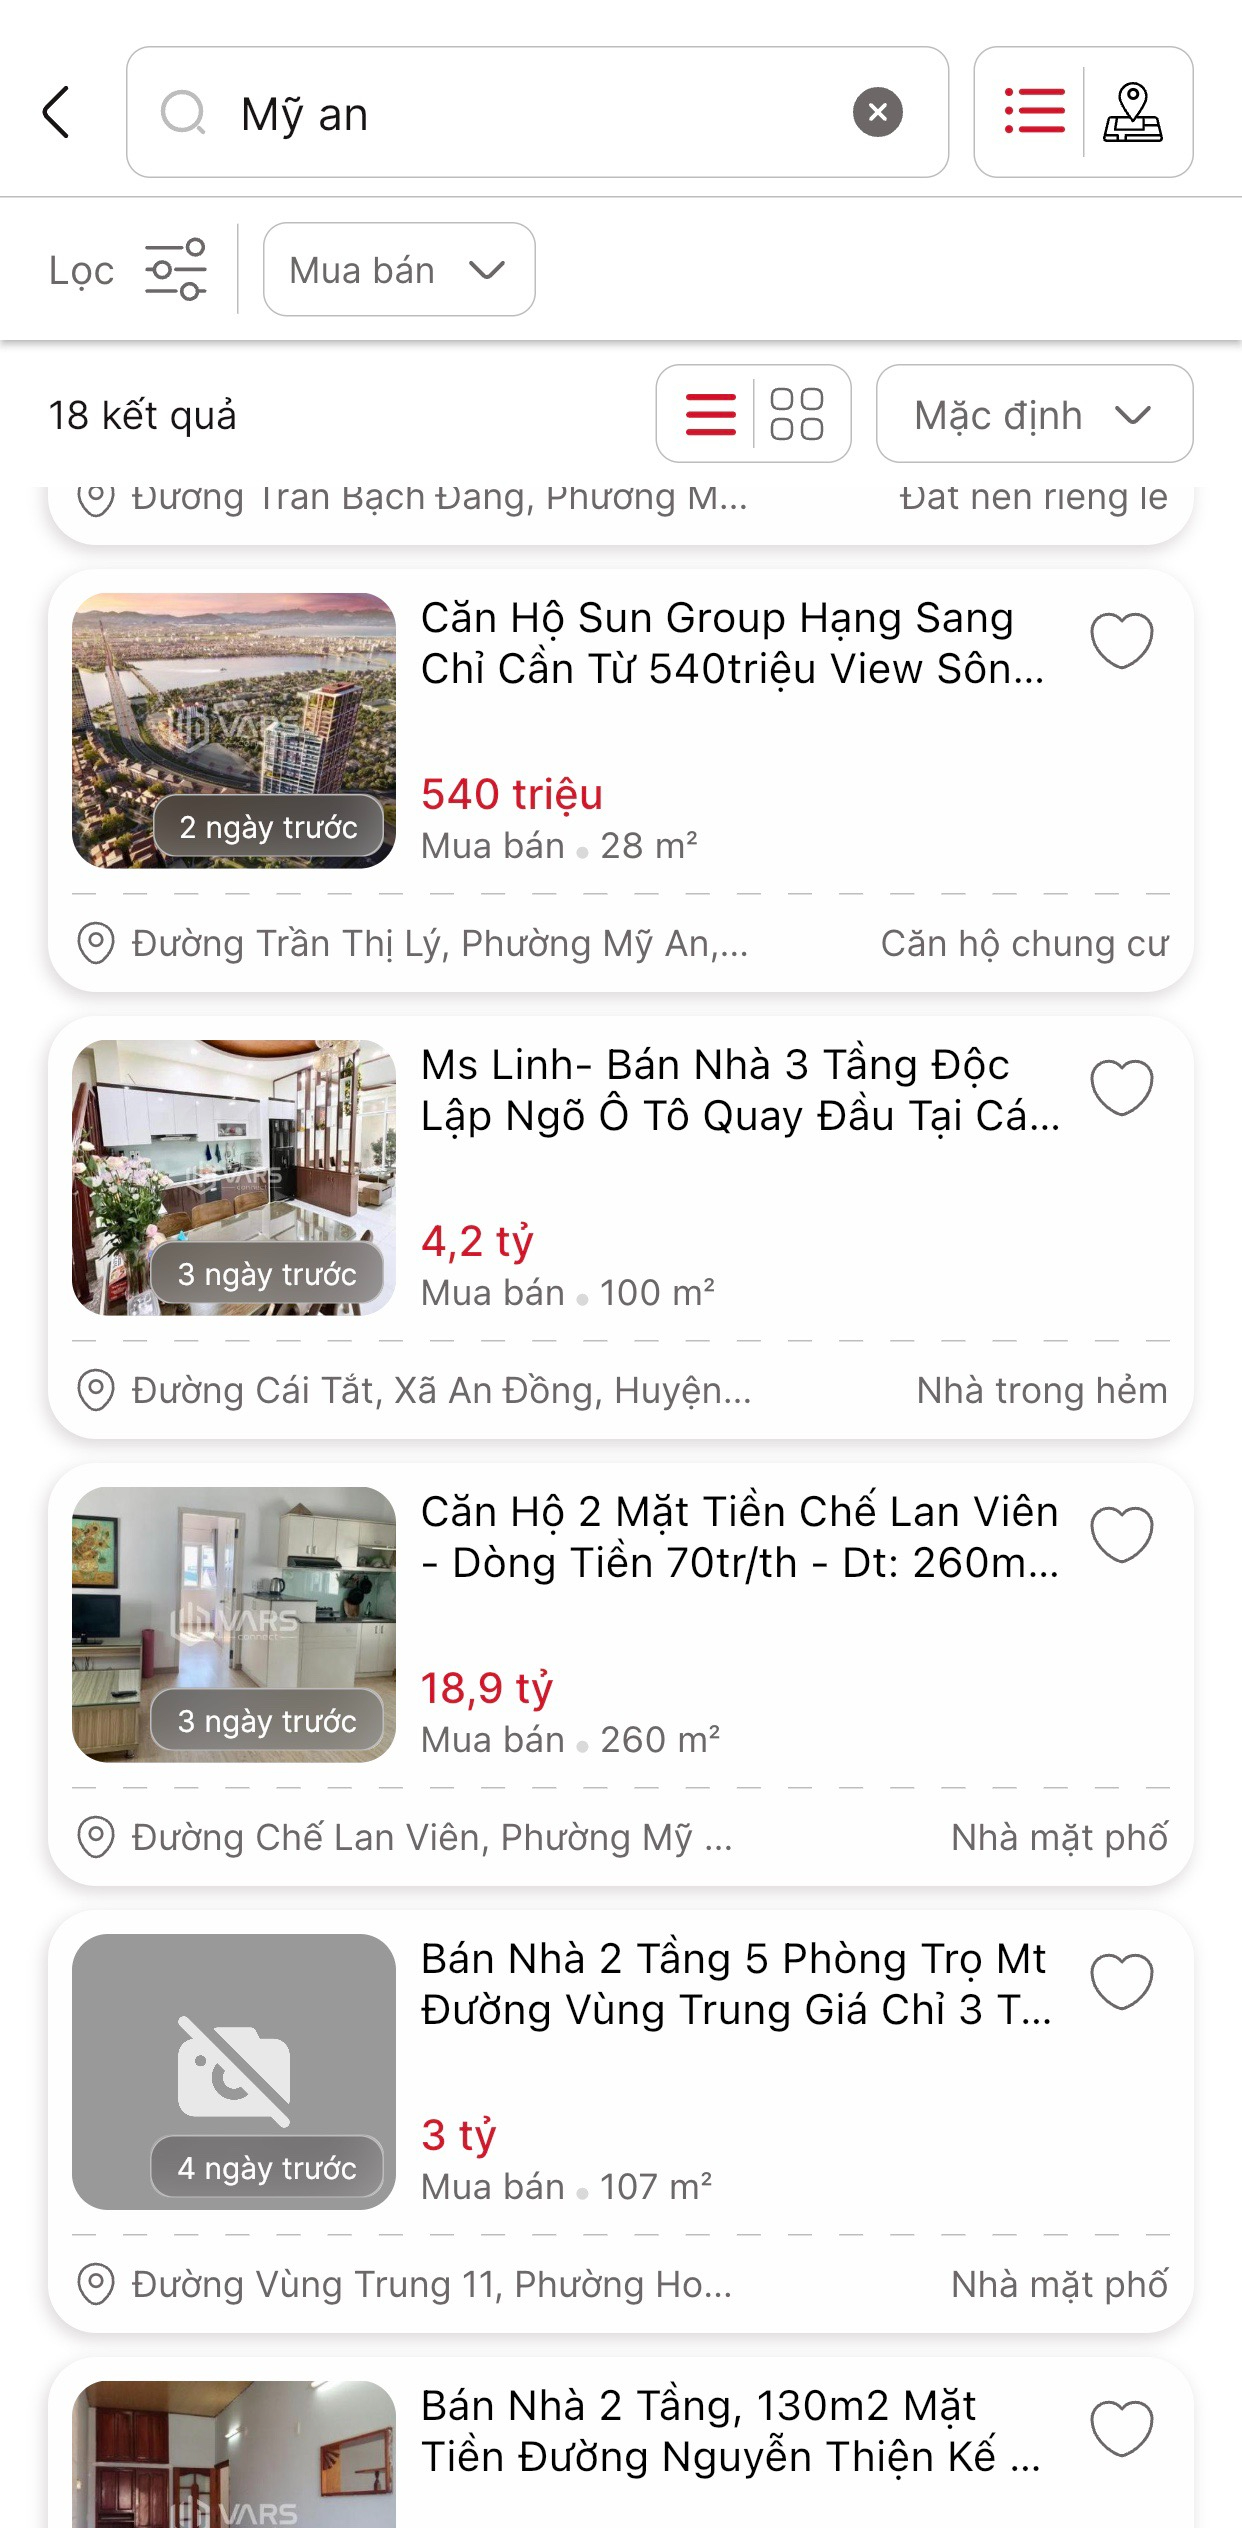 Mỹ an
Lọc
Mua bán
18 kết quả
Mặc định
Đường Trần Bạch Đằng, Phường M...
Đất nền riêng lẻ
Căn Hộ Sun Group Hạng Sang
Chỉ Cần Từ 540triệu View Sôn...
VARS
2 ngày trước
540 triệu
Mua bán 28 m²
Đường Trần Thị Lý, Phường Mỹ An,...
Căn hộ chung cư
Ms Linh- Bán Nhà 3 Tầng Độc
Lập Ngõ Ô Tô Quay Đầu Tại Cá...
VARS
connect
3 ngày trước
4,2 tỷ
Mua bán 100 m²
Đường Cái Tắt, Xã An Đồng, Huyện...
Nhà trong hẻm
Căn Hộ 2 Mặt Tiền Chế Lan Viên
- Dòng Tiền 70tr/th - Dt: 260m...
VARS
connect
3 ngày trước
18,9 tỷ
Mua bán 260 m²
Đường Chế Lan Viên, Phường Mỹ ...
Nhà mặt phố
Bán Nhà 2 Tầng 5 Phòng Trọ Mt
Đường Vùng Trung Giá Chỉ 3 T...
4 ngày trước
3 tỷ
Mua bán 107 m²
Đường Vùng Trung 11, Phường Ho...
Nhà mặt phố
Bán Nhà 2 Tầng, 130m2 Mặt
Tiền Đường Nguyễn Thiện Kế ...
VARS